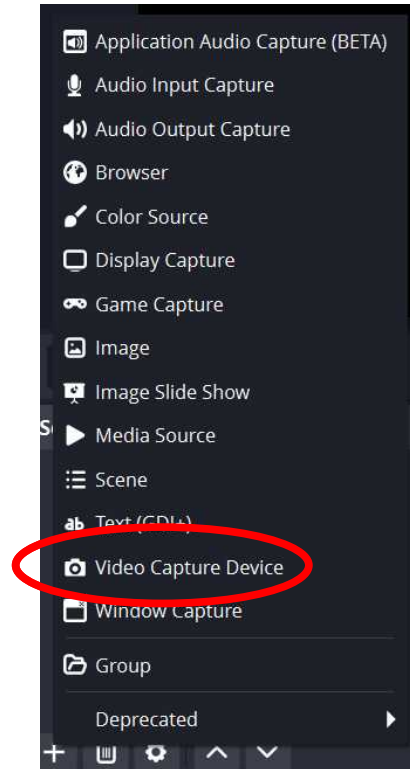 Application Audio Capture (BETA)
Audio Input Capture
Audio Output Capture
Browser
Color Source
Display Capture
Game Capture
Image
Image Slide Show
Media Source
Scene
ab Text (GDI+)
Video Capture Device
Window Capture
Group
Deprecated